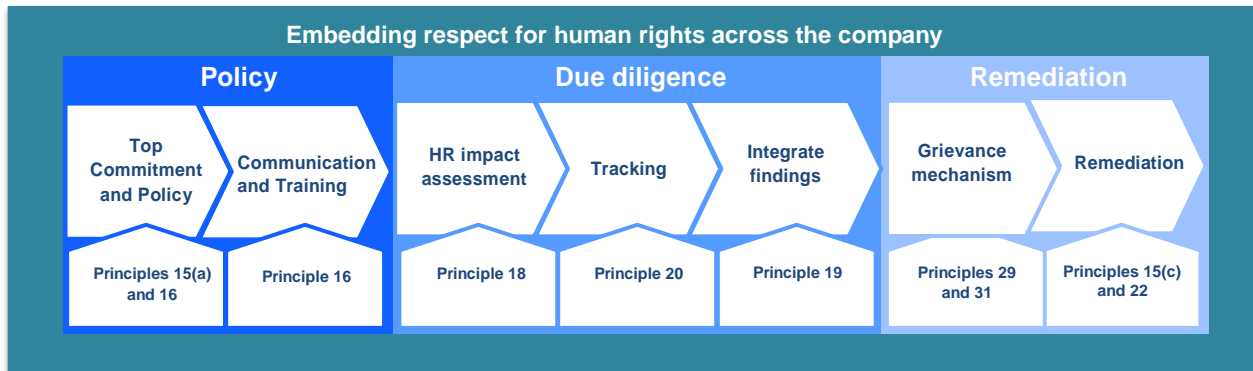 Embedding respect for human rights across the company
Policy
Due diligence
Remediation
Top
Commitment
and Policy
Communication
and Training
HR impact
assessment
Tracking
Integrate
findings
Grievance
mechanism
Remediation
Principles 15(a)
and 16
Principle 16
Principle 18
Principle 20
Principle 19
Principles 29
and 31
Principles 15(c)
and 22